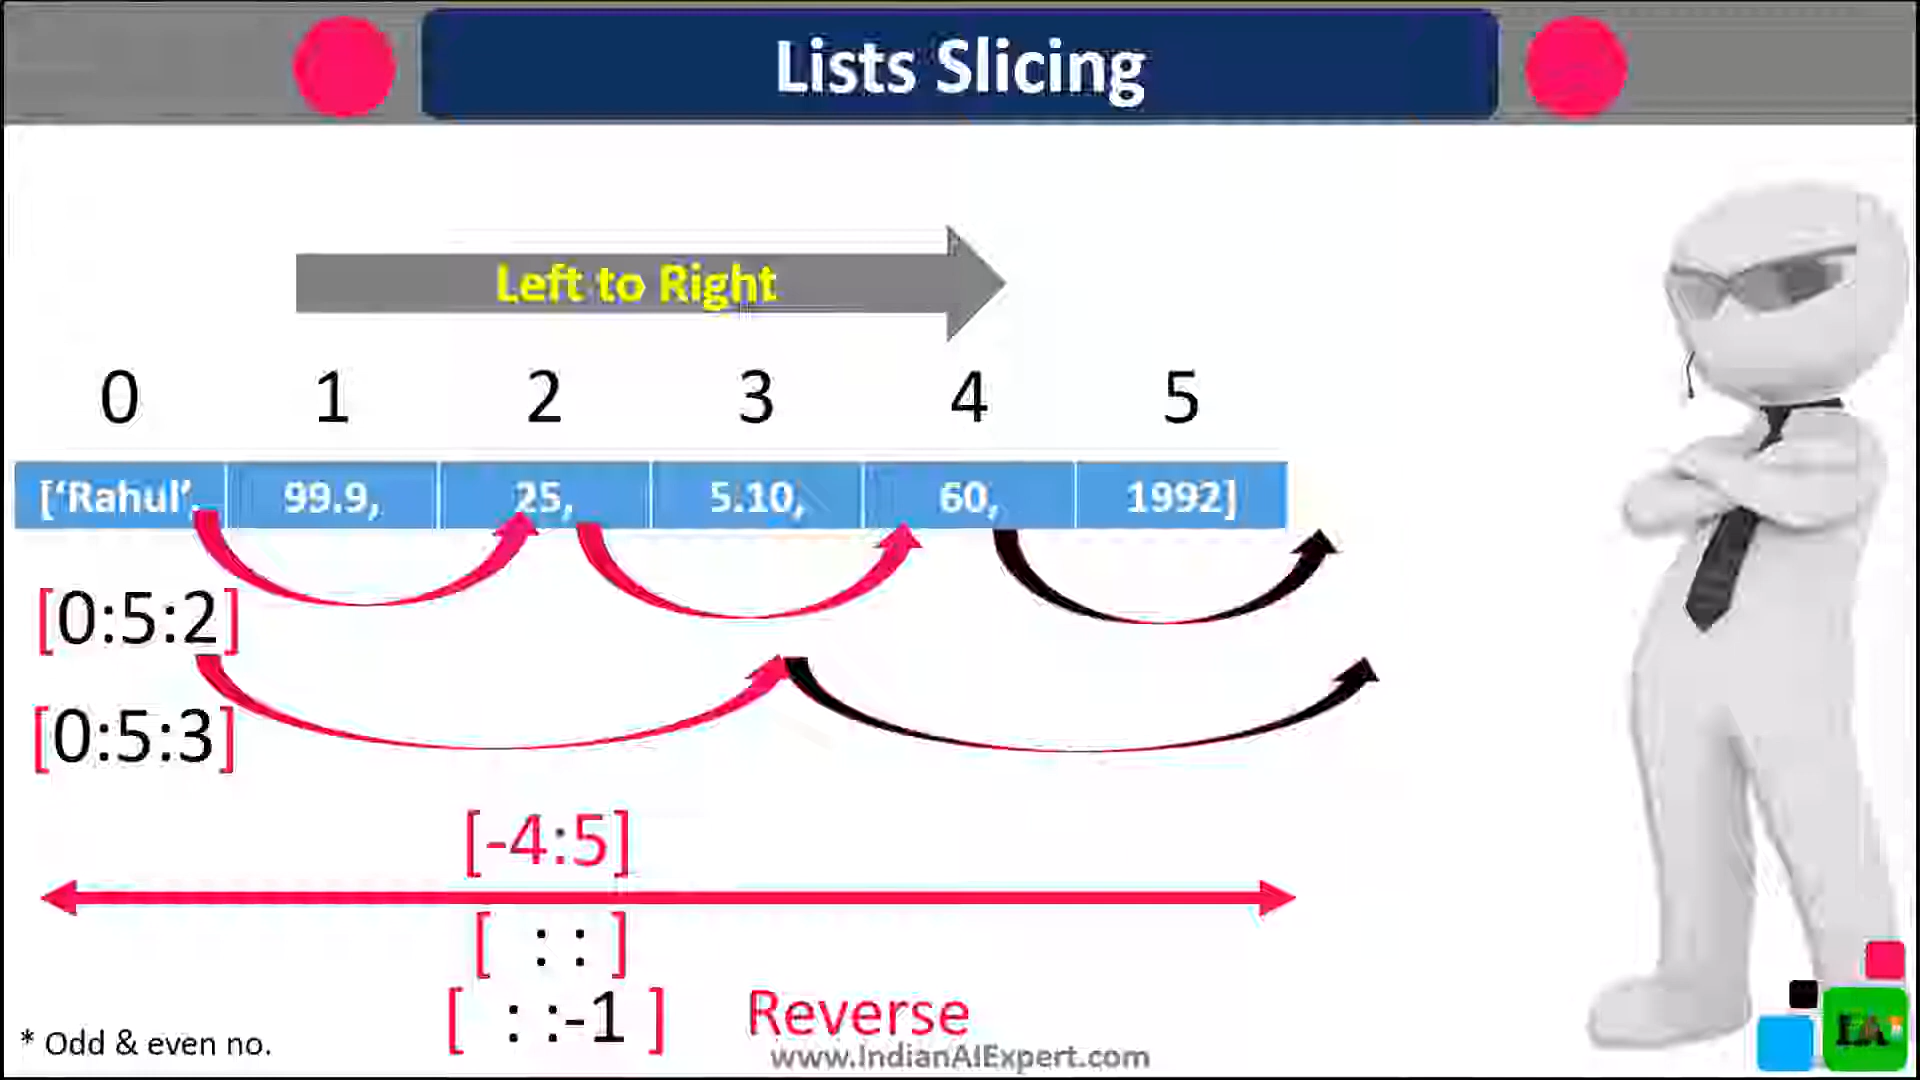 Lists Slicing
Left to Right
0 1 2 3 4 5
[‘Rahul’, 99.9, 25, 5.10, 60, 1992]
[0:5:2]
[0:5:3]
[-4:5]
[ : : ]
[ : :-1 ] Reverse
* Odd & even no.
www.IndianAIExpert.com
EAi